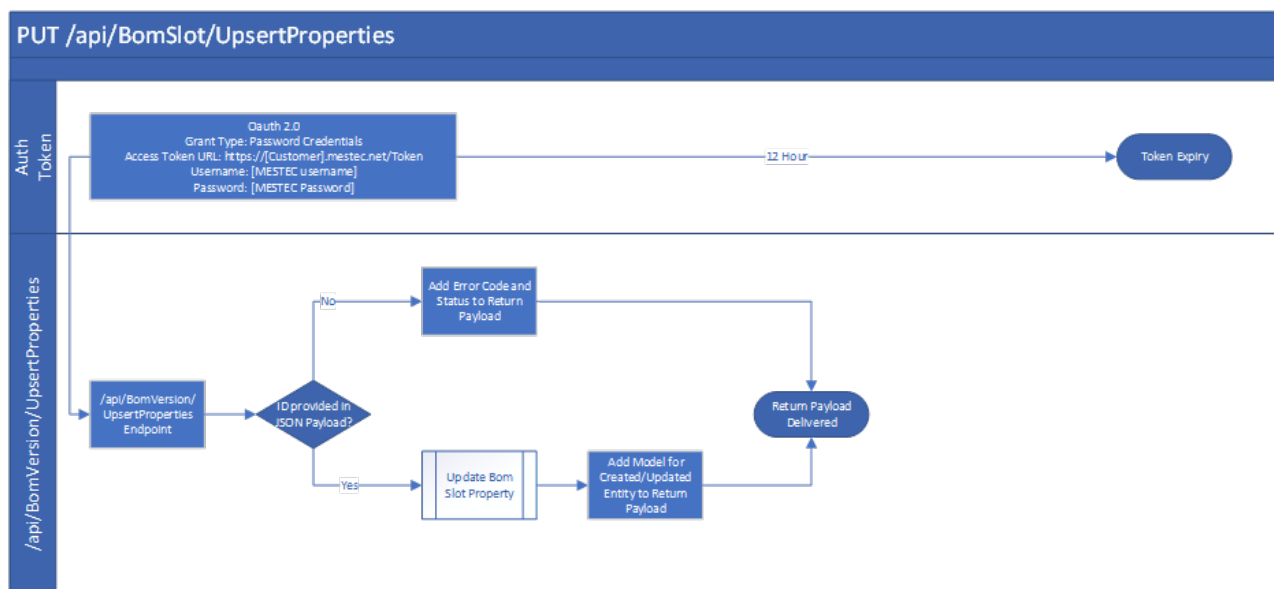 PUT /api/BomSlot/UpsertProperties
Auth
Token
Oauth 2.0
Grant Type: Password Credentials
Access Token URL: https://[Customer].mestec.net/Token
Username: [MESTEC username]
Password: [MESTEC Password]
12 Hour
Token Expiry
/api/BomVersion/UpsertProperties
/api/BomVersion/
UpsertProperties
Endpoint
ID provided in
JSON Payload?
No
Add Error Code and
Status to Return
Payload
Yes
Update Bom
Slot Property
Add Model for
Created/Updated
Entity to Return
Payload
Return Payload
Delivered